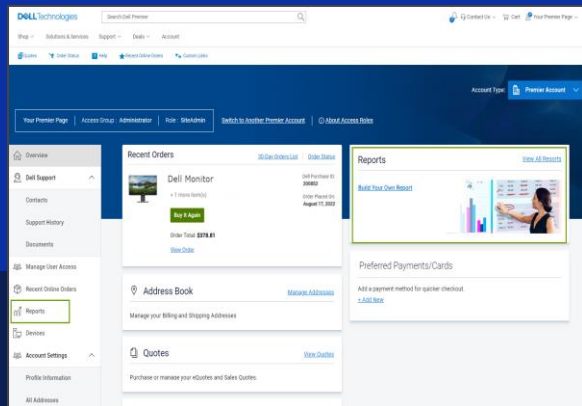 DELLTechnologies
Search Dell Premier
Contact Us
Cart
Your Premier Page
Shop
Solutions & Services
Support
Deals
Account
Quotes
Order Status
Help
Recent Online Orders
Custom Links
Account Type:
Premier Account
Your Premier Page
Access Group : Administrator
Role : SiteAdmin
Switch to Another Premier Account
About Access Roles
Overview
Dell Support
Contacts
Support History
Documents
Manage User Access
Recent Online Orders
Reports
Devices
Account Settings
Profile Information
All Addresses
Recent Orders
30-Day Orders List
Order Status
Dell Monitor
+ 1 more item(s)
Buy It Again
Order Total: $378.81
View Order
Dell Purchase ID
Order Placed On
August 17, 2022
Address Book
Manage Addresses
Manage your Billing and Shipping Addresses
Quotes
View Quotes
Purchase or manage your eQuotes and Sales Quotes.
Reports
View All Reports
Build Your Own Report
Preferred Payments/Cards
Add a payment method for quicker checkout.
+ Add New